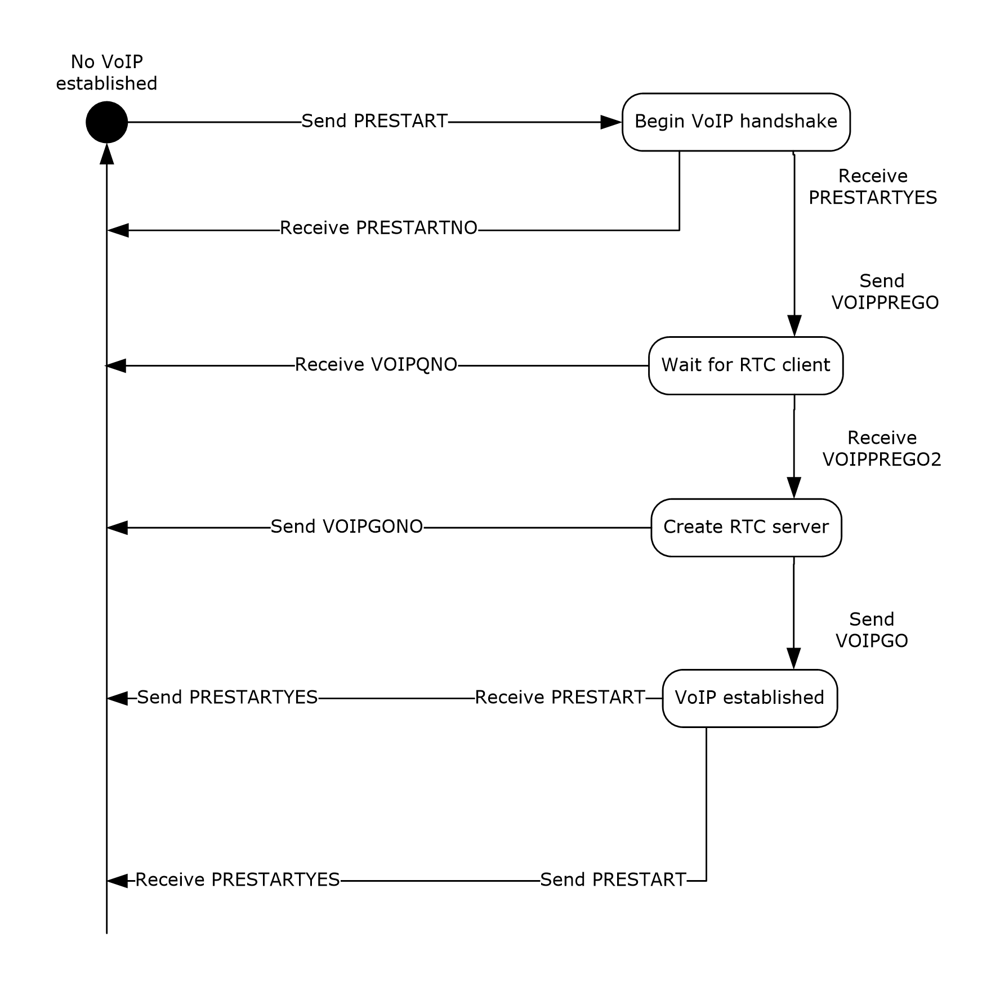 No VoIP
established
Send PRESTART
Begin VoIP handshake
Receive
PRESTARTYES
Receive PRESTARTNO
Send
VOIPPREGO
Receive VOIPQNO
Wait for RTC client
Receive
VOIPPREGO2
Send VOIPGONO
Create RTC server
Send
VOIPGO
Send PRESTARTYES
Receive PRESTART
VoIP established
Receive PRESTARTYES
Send PRESTART